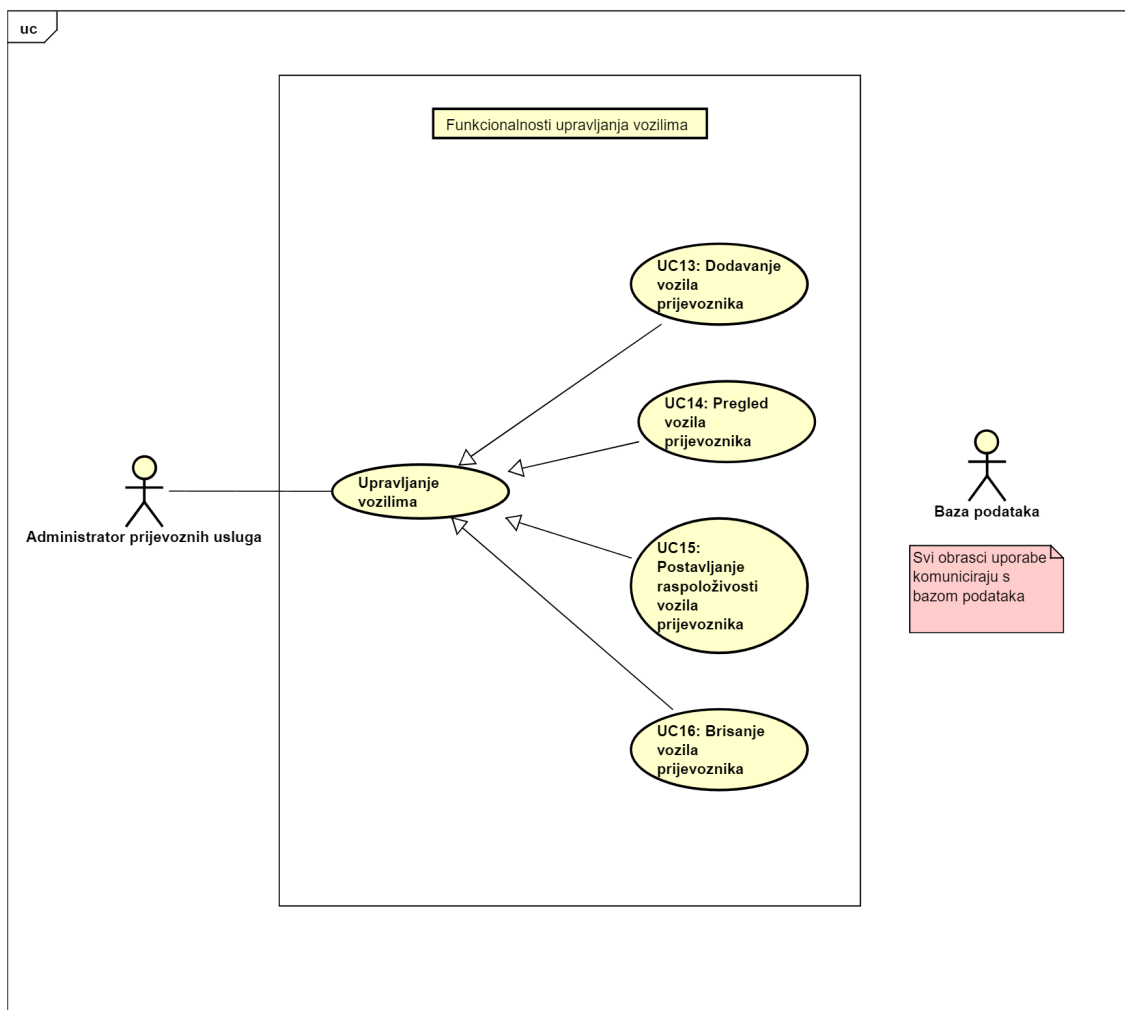 uc
Funkcionalnosti upravljanja vozilima
UC13: Dodavanje
vozila
prijevoznika
UC14: Pregled
vozila
prijevoznika
Upravljanje
vozilima
Administrator prijevoznih usluga
Baza podataka
Svi obrasci uporabe
komuniciraju s
bazom podataka
UC15:
Postavljanje
raspoloživosti
vozila
prijevoznika
UC16: Brisanje
vozila
prijevoznika